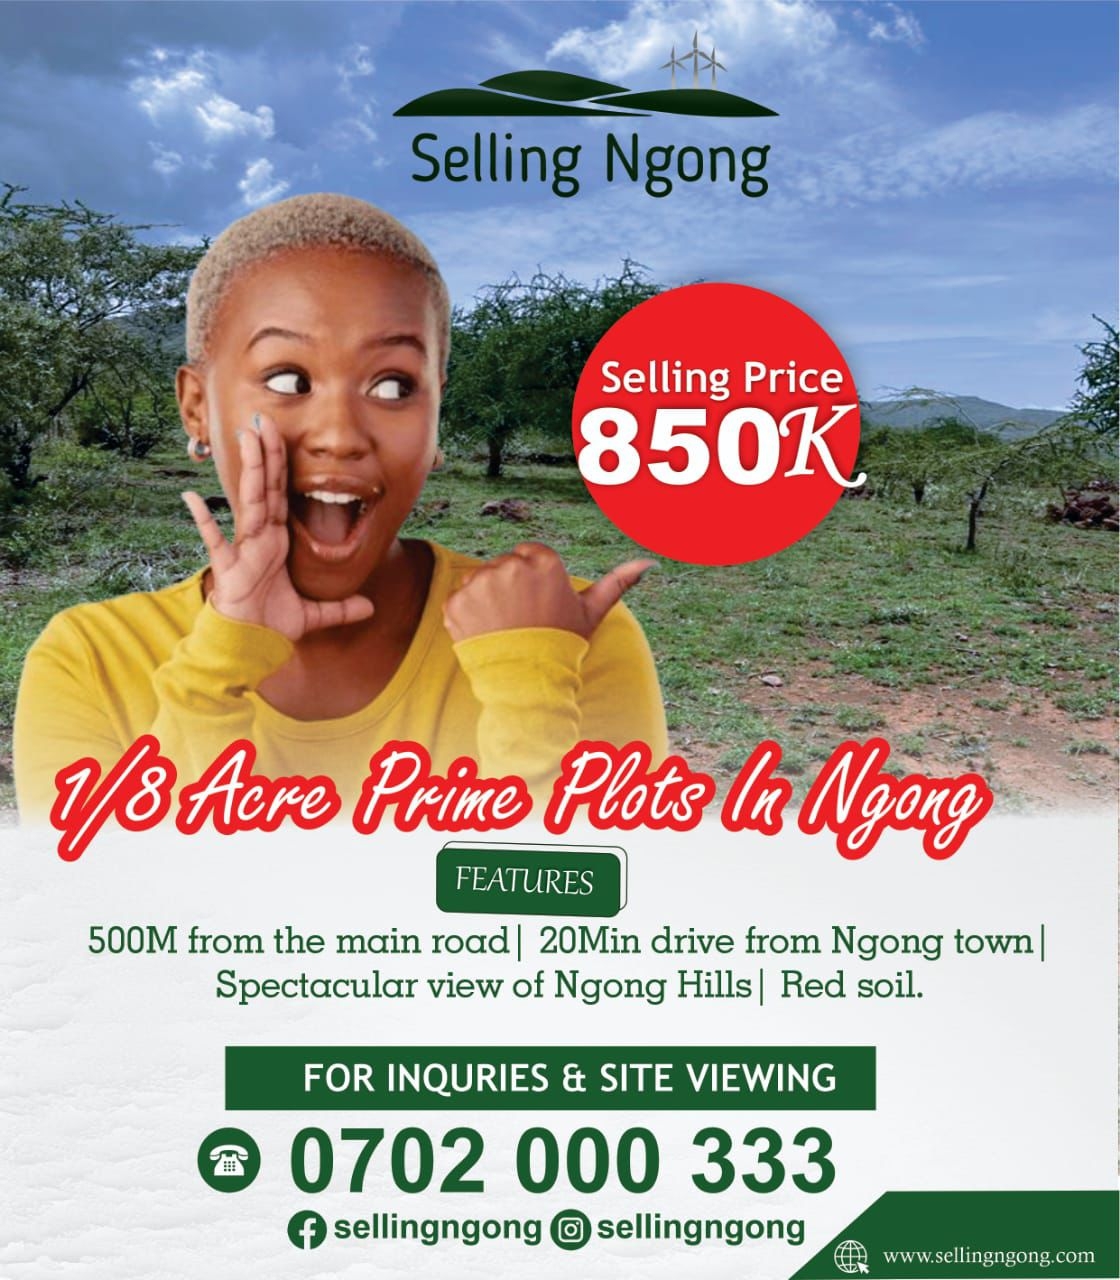 Selling Ngong
Selling Price
850K
1/8 Acre Prime Plots In Ngong
FEATURES
500M from the main road| 20Min drive from Ngong town|
Spectacular view of Ngong Hills| Red soil.
FOR INQURIES & SITE VIEWING
0702 000 333
sellingngong sellingngong
www.sellingngong.com